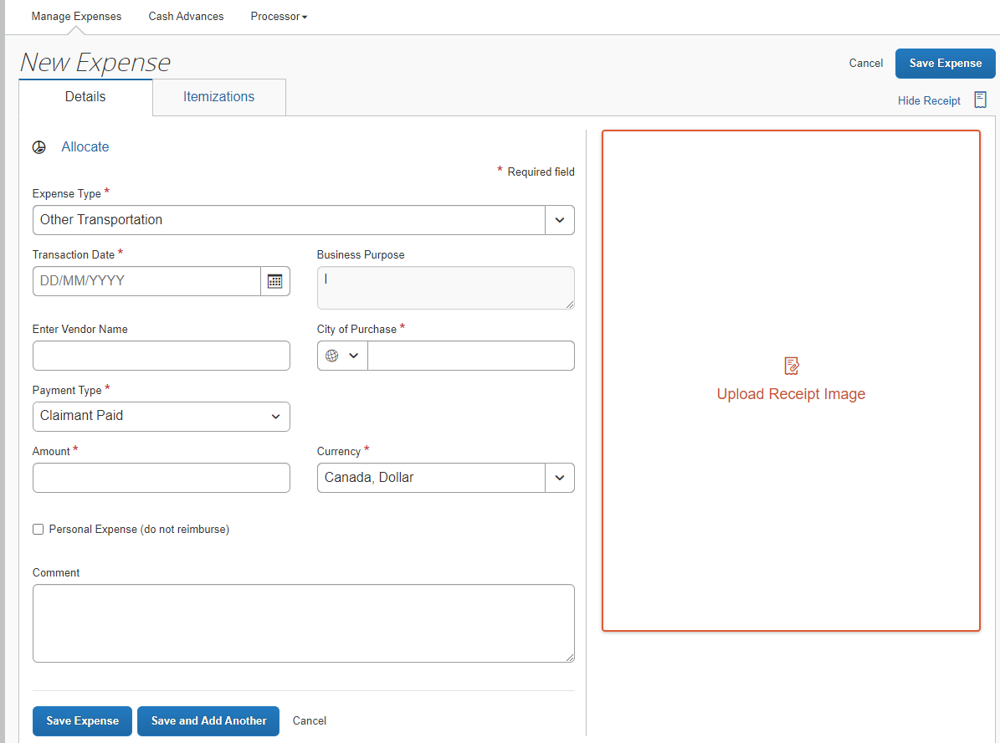 Manage Expenses Cash Advances Processor
New Expense
Cancel Save Expense
Details Itemizations
Hide Receipt
Allocate
* Required field
Expense Type *
Other Transportation
Transaction Date * Business Purpose
DD/MM/YYYY
Enter Vendor Name City of Purchase *
Payment Type *
Claimant Paid
Amount * Currency *
Canada, Dollar
Personal Expense (do not reimburse)
Comment
Save Expense Save and Add Another Cancel
Upload Receipt Image